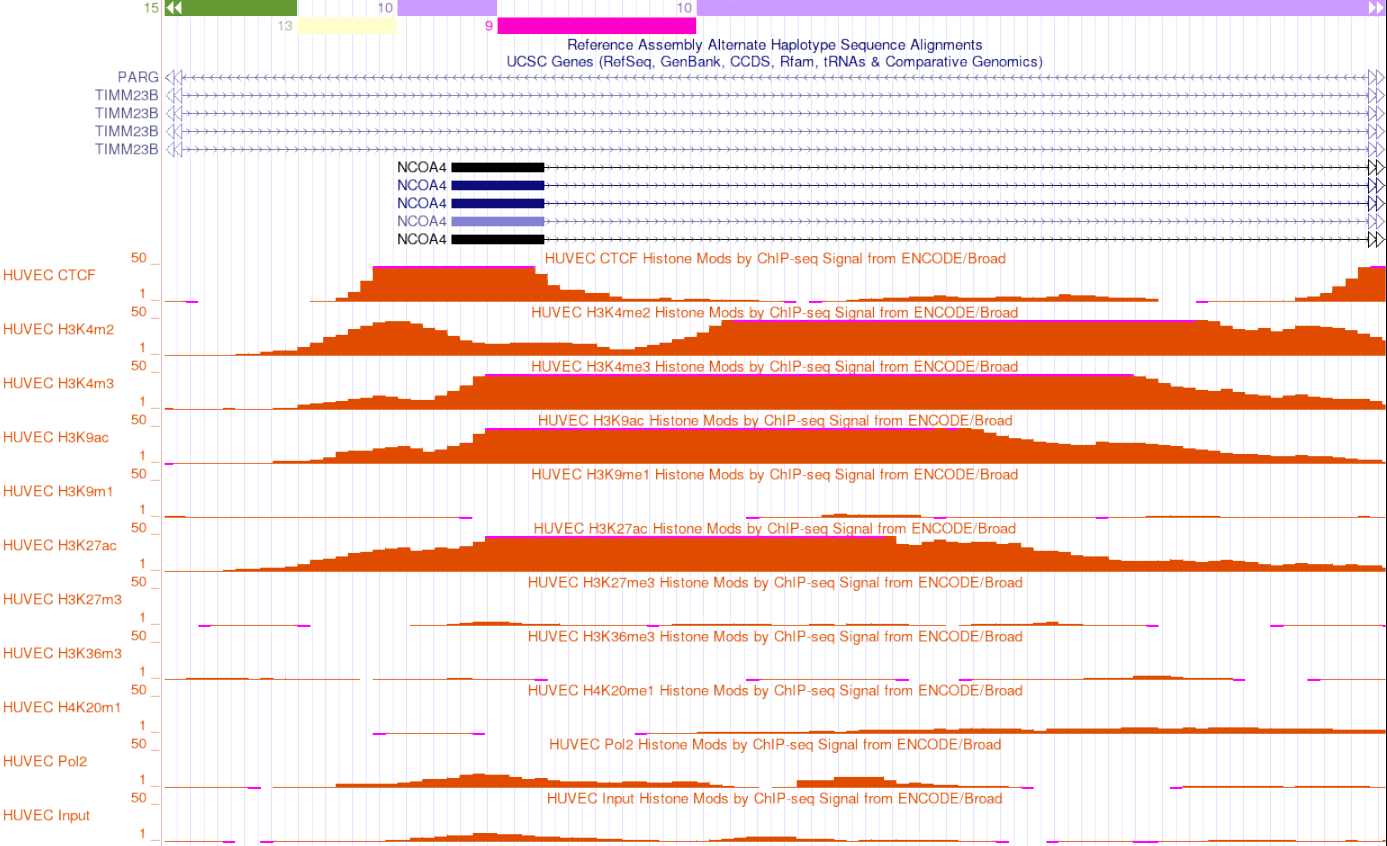 15 10 10
13 9
Reference Assembly Alternate Haplotype Sequence Alignments
UCSC Genes (RefSeq, GenBank, CCDS, Rfam, tRNAs & Comparative Genomics)
PARG
TIMM23B
TIMM23B
TIMM23B
TIMM23B
NCOA4
NCOA4
NCOA4
NCOA4
NCOA4
50 _ HUVEC CTCF Histone Mods by ChIP-seq Signal from ENCODE/Broad
HUVEC CTCF
1 _
50 _ HUVEC H3K4me2 Histone Mods by ChIP-seq Signal from ENCODE/Broad
HUVEC H3K4m2
1 _
50 _ HUVEC H3K4me3 Histone Mods by ChIP-seq Signal from ENCODE/Broad
HUVEC H3K4m3
1 _
50 _ HUVEC H3K9ac Histone Mods by ChIP-seq Signal from ENCODE/Broad
HUVEC H3K9ac
1 _
50 _ HUVEC H3K9me1 Histone Mods by ChIP-seq Signal from ENCODE/Broad
HUVEC H3K9m1
1 _
50 _ HUVEC H3K27ac Histone Mods by ChIP-seq Signal from ENCODE/Broad
HUVEC H3K27ac
1 _
50 _ HUVEC H3K27me3 Histone Mods by ChIP-seq Signal from ENCODE/Broad
HUVEC H3K27m3
1 _
50 _ HUVEC H3K36me3 Histone Mods by ChIP-seq Signal from ENCODE/Broad
HUVEC H3K36m3
1 _
50 _ HUVEC H4K20me1 Histone Mods by ChIP-seq Signal from ENCODE/Broad
HUVEC H4K20m1
1 _
50 _ HUVEC Pol2 Histone Mods by ChIP-seq Signal from ENCODE/Broad
HUVEC Pol2
1 _
50 _ HUVEC Input Histone Mods by ChIP-seq Signal from ENCODE/Broad
HUVEC Input
1 _